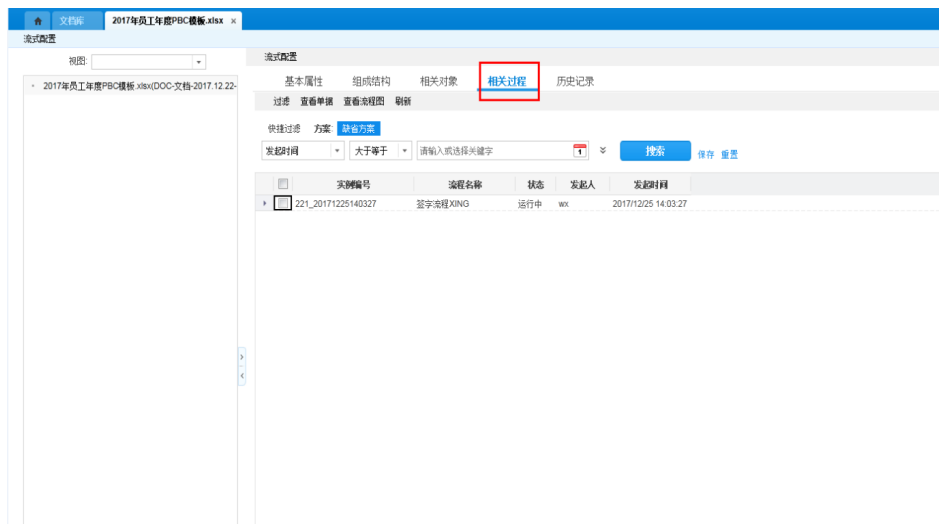 文档库 2017年员工年度PBC模板.xlsx ×
流式配置
视图:
2017年员工年度PBC模板.xlsx(DOC-文档-2017.12.22-
流式配置
基本属性 组成结构 相关对象 相关过程 历史记录
过滤 查看单据 查看流程图 刷新
快捷过滤 方案: 缺省方案
发起时间 大于等于 请输入或选择关键字 1 搜索 保存 重置
实例编号 流程名称 状态 发起人 发起时间
221_20171225140327 签字流程XING 运行中 wx 2017/12/25 14:03:27